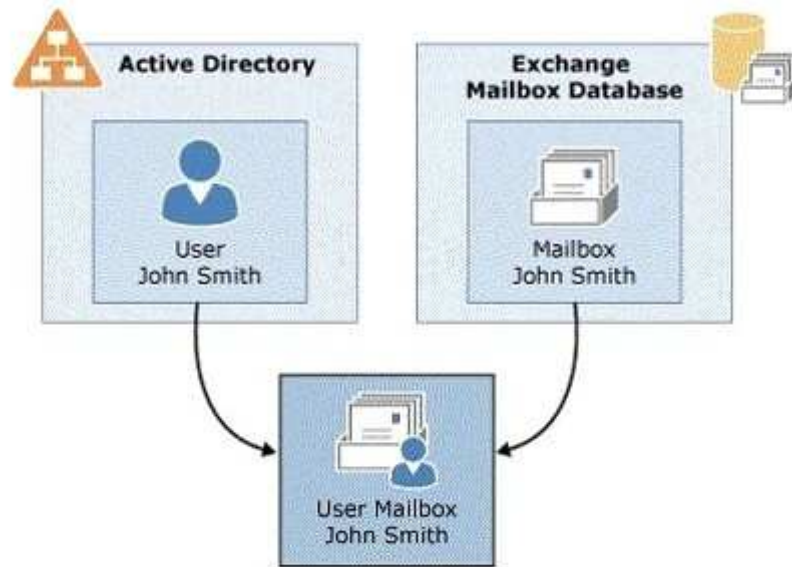 Active Directory
User
John Smith
Exchange
Mailbox Database
Mailbox
John Smith
User Mailbox
John Smith